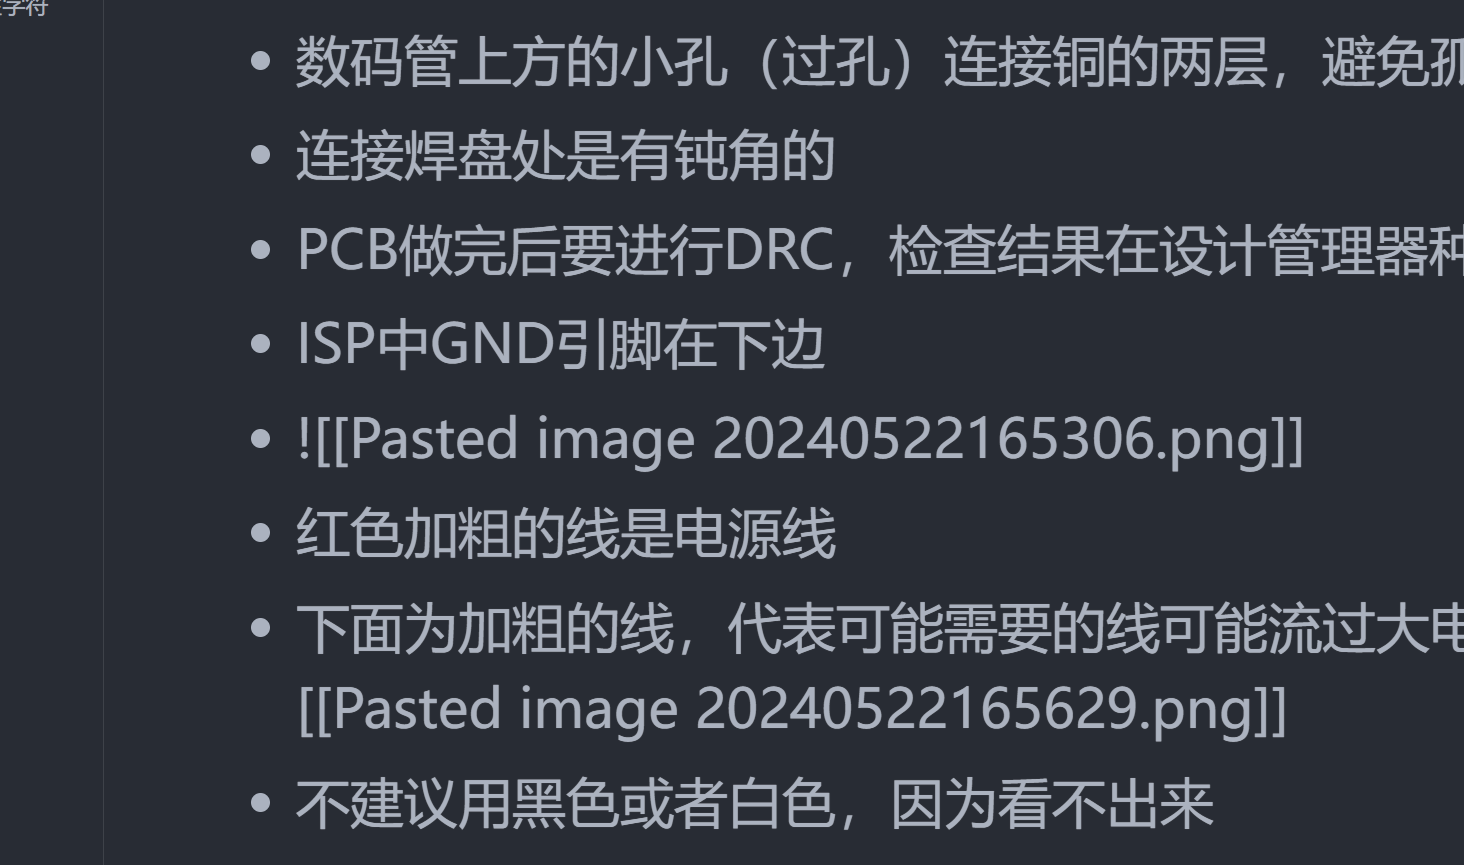 字符
数码管上方的小孔（过孔）连接铜的两层，避免孤
连接焊盘处是有钝角的
PCB做完后要进行DRC，检查结果在设计管理器种
ISP中GND引脚在下边
![[Pasted image 20240522165306.png]]
红色加粗的线是电源线
下面为加粗的线，代表可能需要的线可能流过大电
[[Pasted image 20240522165629.png]]
不建议用黑色或者白色，因为看不出来